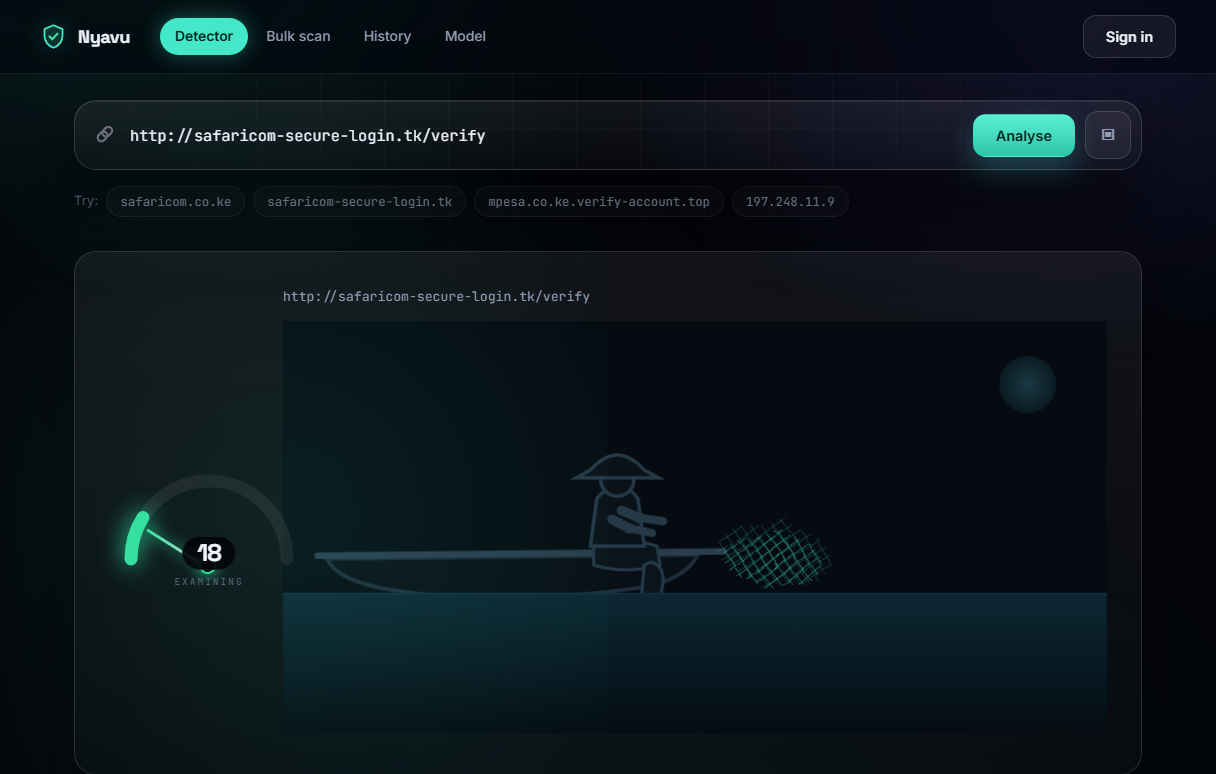 Nyavu
Detector
Bulk scan
History
Model
Sign in
http://safaricom-secure-login.tk/verify
Analyse
Try:
safaricom.co.ke
safaricom-secure-login.tk
mpesa.co.ke.verify-account.top
197.248.11.9
http://safaricom-secure-login.tk/verify
18
EXAMINING